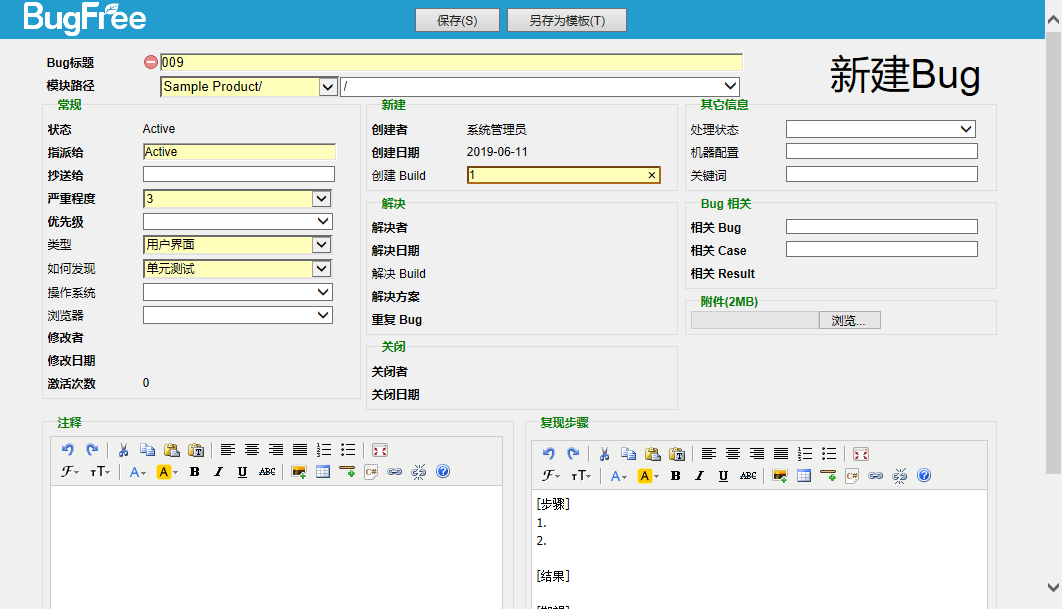 BugFree
保存(S) 另存为模板(T)
Bug标题 009
模块路径 Sample Product/ /
新建Bug
常规
状态 Active
指派给 Active
抄送给
严重程度 3
优先级
类型 用户界面
如何发现 单元测试
操作系统
浏览器
修改者
修改日期
激活次数 0
新建
创建者 系统管理员
创建日期 2019-06-11
创建 Build 1 ×
解决
解决者
解决日期
解决 Build
解决方案
重复 Bug
关闭
关闭者
关闭日期
其它信息
处理状态
机器配置
关键词
Bug 相关
相关 Bug
相关 Case
相关 Result
附件(2MB)
浏览...
注释
ABC
复现步骤
ABC
[步骤]
1.
2.
[结果]